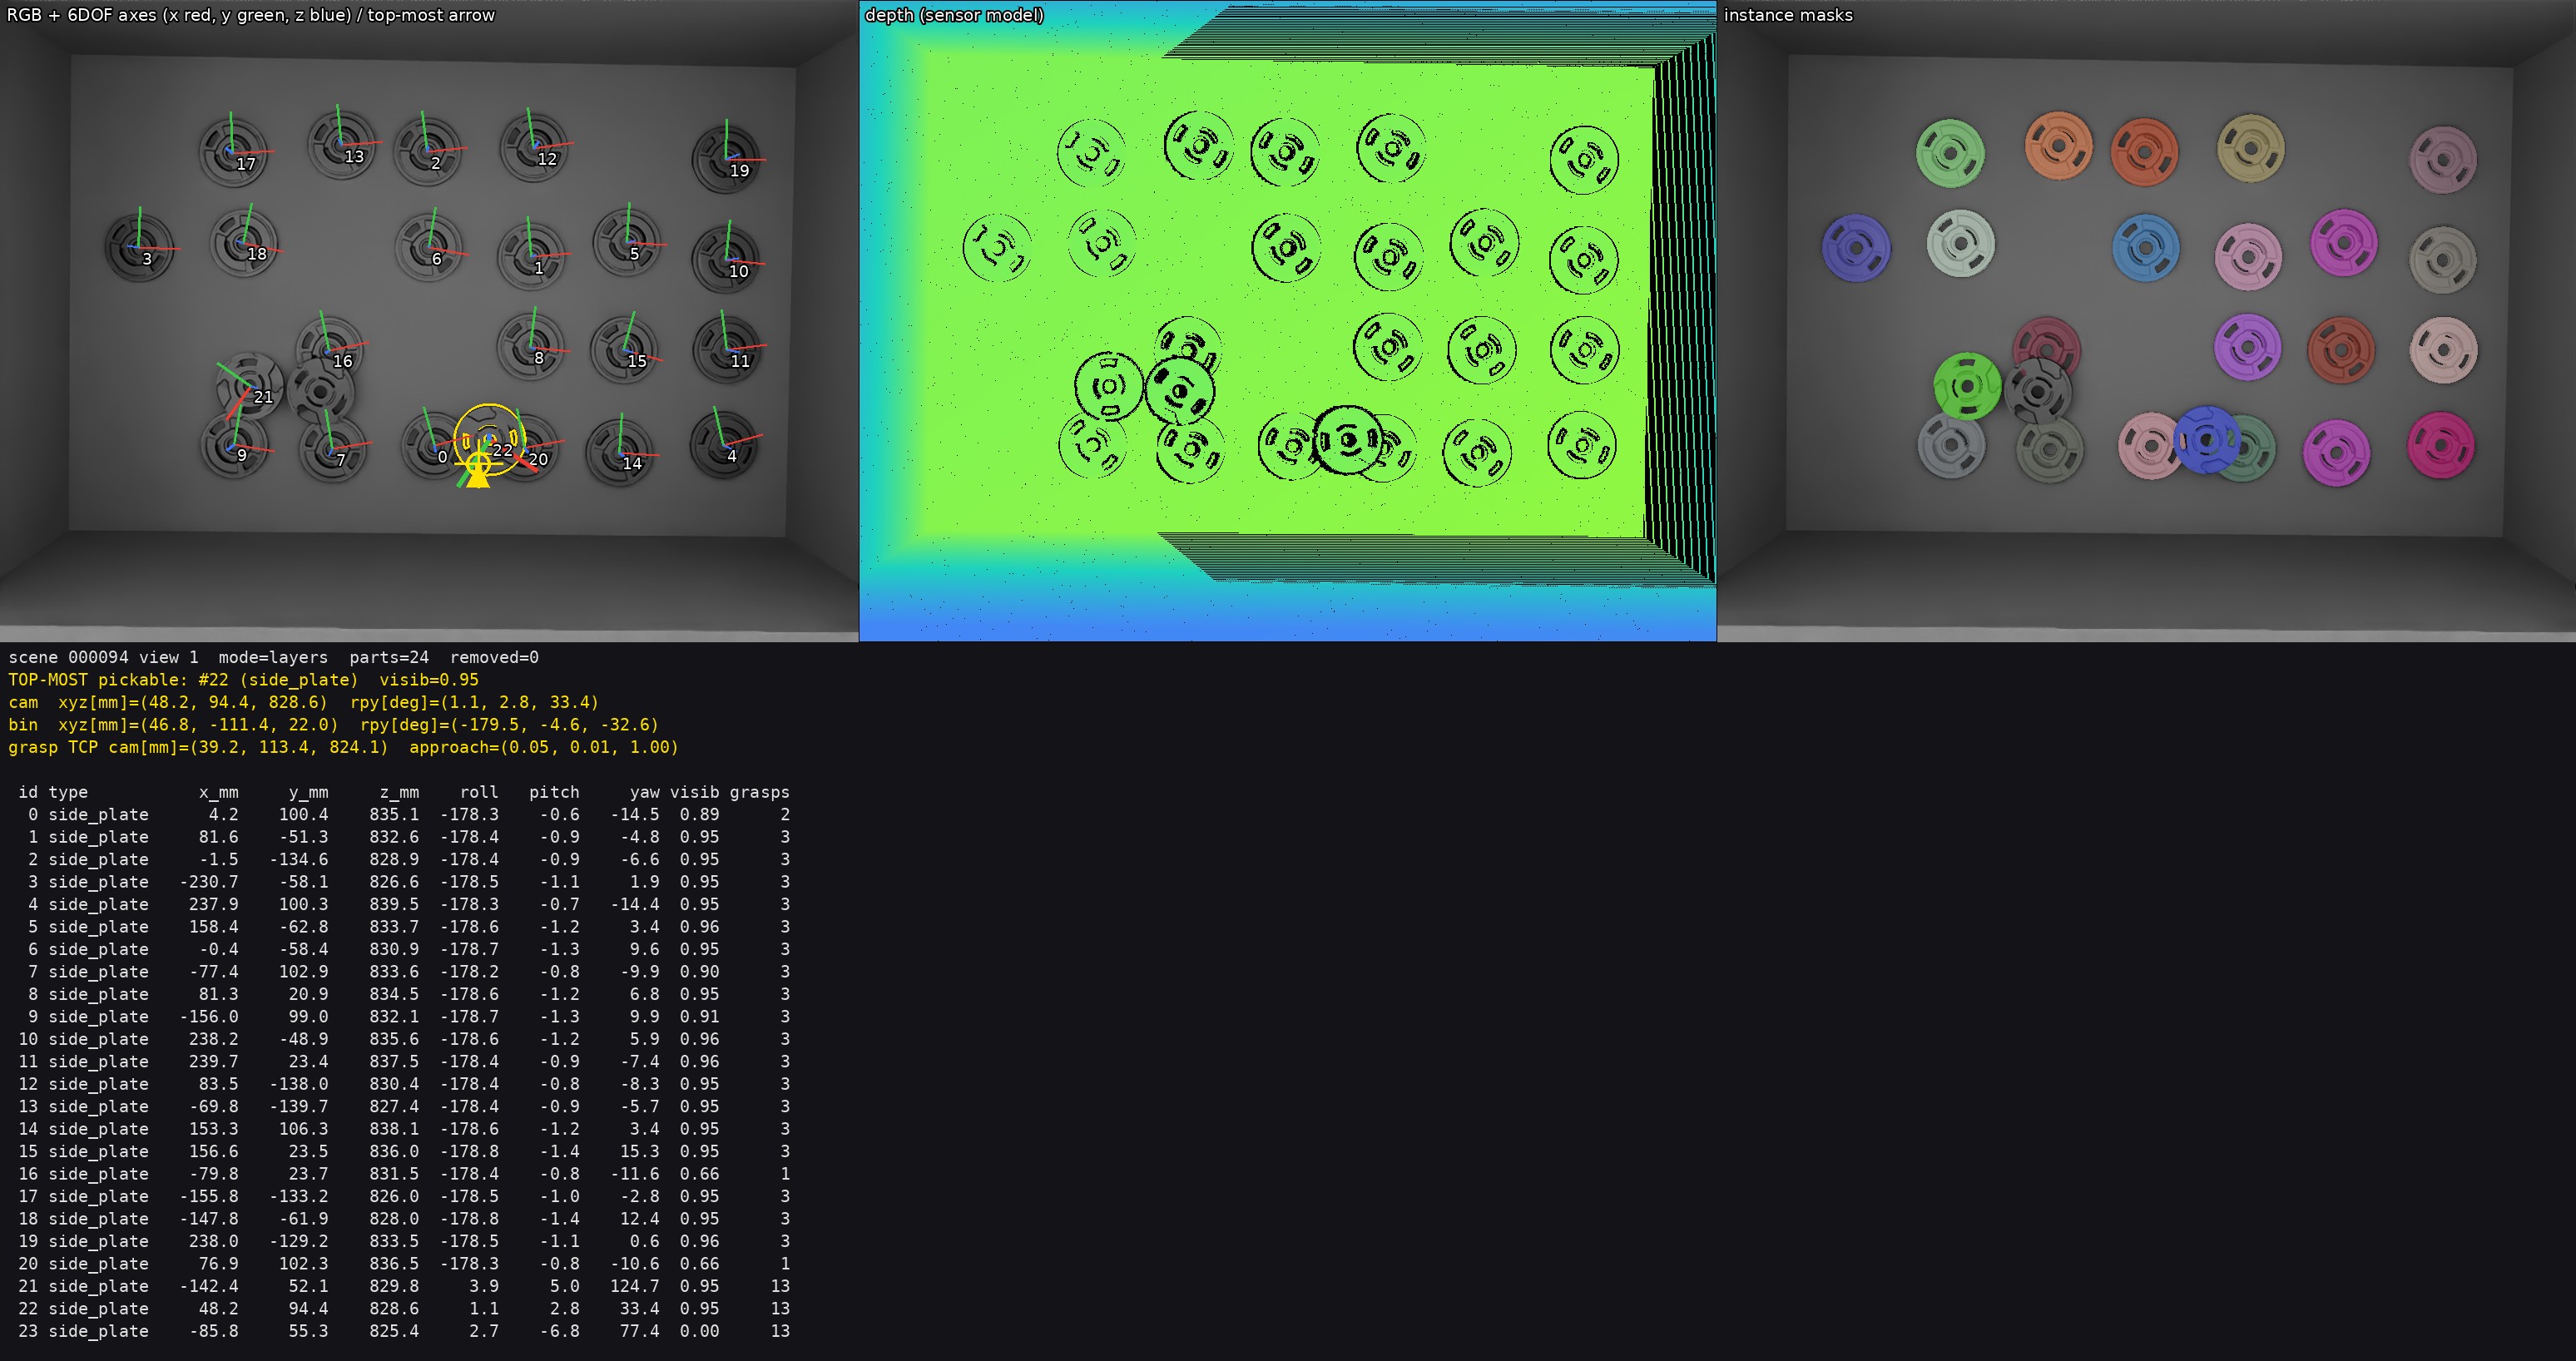 RGB + 6DOF axes (x red, y green, z blue) / top-most arrow
depth (sensor model)
instance masks
17
13
2
12
19
3
18
6
1
5
10
16
8
15
11
21
9
7
0
22
20
14
4
scene 000094 view 1  mode=layers  parts=24  removed=0
TOP-MOST pickable: #22 (side_plate)  visib=0.95
cam  xyz[mm]=(48.2, 94.4, 828.6)  rpy[deg]=(1.1, 2.8, 33.4)
bin  xyz[mm]=(46.8, -111.4, 22.0)  rpy[deg]=(-179.5, -4.6, -32.6)
grasp TCP cam[mm]=(39.2, 113.4, 824.1)  approach=(0.05, 0.01, 1.00)
id type x_mm y_mm z_mm roll pitch yaw visib grasps
0 side_plate 4.2 100.4 835.1 -178.3 -0.6 -14.5 0.89 2
1 side_plate 81.6 -51.3 832.6 -178.4 -0.9 -4.8 0.95 3
2 side_plate -1.5 -134.6 828.9 -178.4 -0.9 -6.6 0.95 3
3 side_plate -230.7 -58.1 826.6 -178.5 -1.1 1.9 0.95 3
4 side_plate 237.9 100.3 839.5 -178.3 -0.7 -14.4 0.95 3
5 side_plate 158.4 -62.8 833.7 -178.6 -1.2 3.4 0.96 3
6 side_plate -0.4 -58.4 830.9 -178.7 -1.3 9.6 0.95 3
7 side_plate -77.4 102.9 833.6 -178.2 -0.8 -9.9 0.90 3
8 side_plate 81.3 20.9 834.5 -178.6 -1.2 6.8 0.95 3
9 side_plate -156.0 99.0 832.1 -178.7 -1.3 9.9 0.91 3
10 side_plate 238.2 -48.9 835.6 -178.6 -1.2 5.9 0.96 3
11 side_plate 239.7 23.4 837.5 -178.4 -0.9 -7.4 0.96 3
12 side_plate 83.5 -138.0 830.4 -178.4 -0.8 -8.3 0.95 3
13 side_plate -69.8 -139.7 827.4 -178.4 -0.9 -5.7 0.95 3
14 side_plate 153.3 106.3 838.1 -178.6 -1.2 3.4 0.95 3
15 side_plate 156.6 23.5 836.0 -178.8 -1.4 15.3 0.95 3
16 side_plate -79.8 23.7 831.5 -178.4 -0.8 -11.6 0.66 1
17 side_plate -155.8 -133.2 826.0 -178.5 -1.0 -2.8 0.95 3
18 side_plate -147.8 -61.9 828.0 -178.8 -1.4 12.4 0.95 3
19 side_plate 238.0 -129.2 833.5 -178.5 -1.1 0.6 0.96 3
20 side_plate 76.9 102.3 836.5 -178.3 -0.8 -10.6 0.66 1
21 side_plate -142.4 52.1 829.8 3.9 5.0 124.7 0.95 13
22 side_plate 48.2 94.4 828.6 1.1 2.8 33.4 0.95 13
23 side_plate -85.8 55.3 825.4 2.7 -6.8 77.4 0.00 13